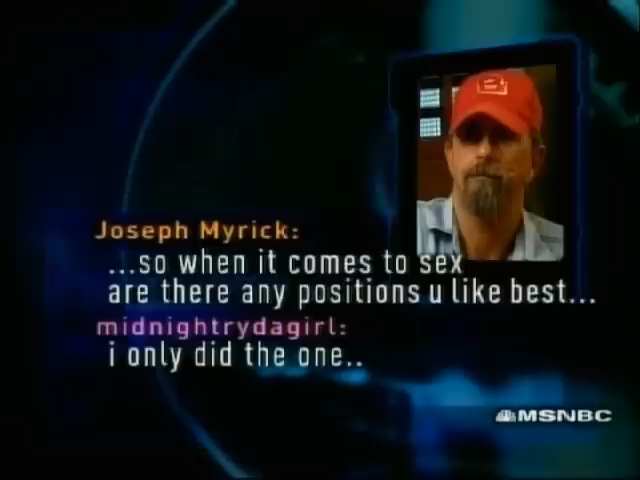 Joseph Myrick:
...so when it comes to sex
are there any positions u like best...
midnightrydagirl:
i only did the one..
MSNBC